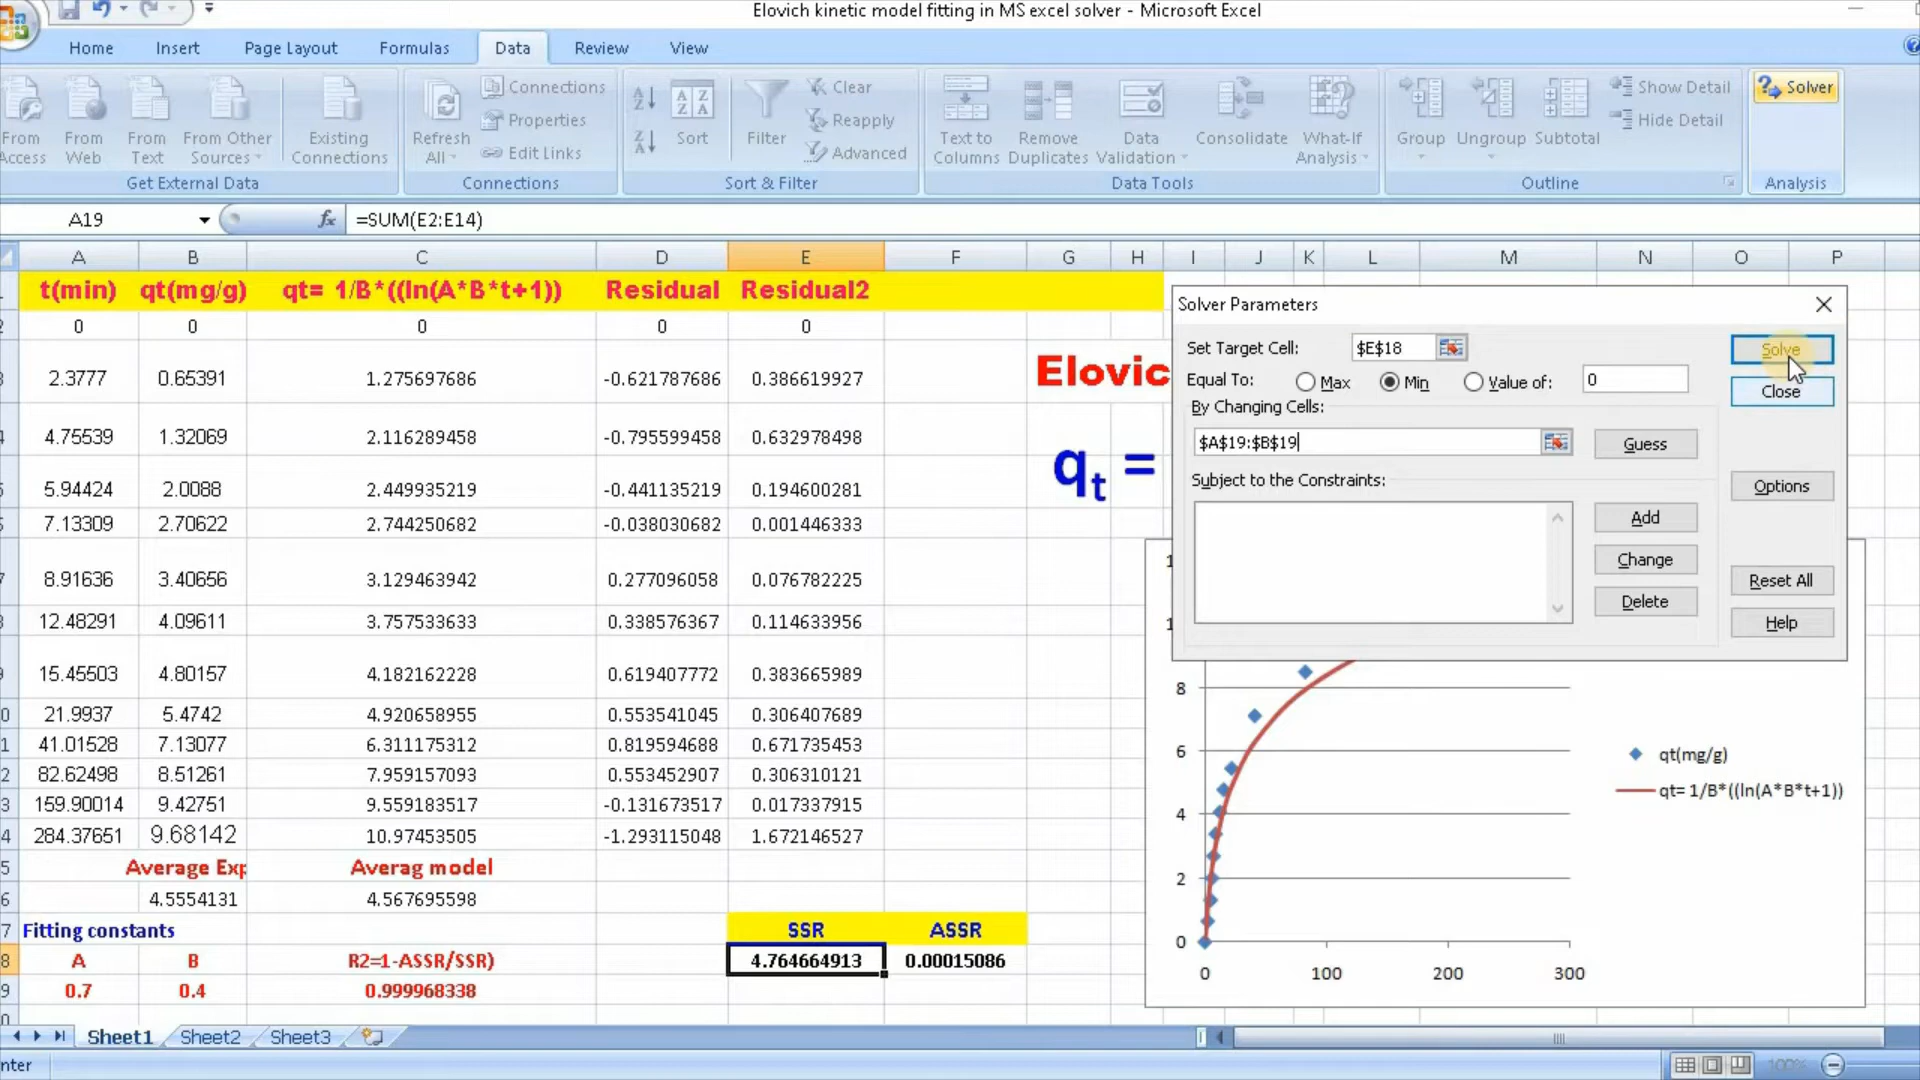 Elovich kinetic model fitting in MS excel solver - Microsoft Excel
Home Insert Page Layout Formulas Data Review View
From Access
From Web
From Text
From Other Sources
Existing Connections
Get External Data
Refresh All
Connections
Properties
Edit Links
Connections
Sort
Filter
Clear
Reapply
Advanced
Sort & Filter
Text to Columns
Remove Duplicates
Data Validation
Consolidate
What-If Analysis
Data Tools
Group
Ungroup
Subtotal
Show Detail
Hide Detail
Outline
Solver
Analysis
A19 fx =SUM(E2:E14)
A B C D E F G H I J K L M N O P
t(min) qt(mg/g) qt= 1/B*((ln(A*B*t+1)) Residual Residual2
0 0 0 0 0
2.3777 0.65391 1.275697686 -0.621787686 0.386619927
4.75539 1.32069 2.116289458 -0.795599458 0.632978498
5.94424 2.0088 2.449935219 -0.441135219 0.194600281
7.13309 2.70622 2.744250682 -0.038030682 0.001446333
8.91636 3.40656 3.129463942 0.277096058 0.076782225
12.48291 4.09611 3.757533633 0.338576367 0.114633956
15.45503 4.80157 4.182162228 0.619407772 0.383665989
21.9937 5.4742 4.920658955 0.553541045 0.306407689
41.01528 7.13077 6.311175312 0.819594688 0.671735453
82.62498 8.51261 7.959157093 0.553452907 0.306310121
159.90014 9.42751 9.559183517 -0.131673517 0.017337915
284.37651 9.68142 10.97453505 -1.293115048 1.672146527
Average Exp Averag model
4.5554131 4.567695598
Fitting constants SSR ASSR
A B R2=1-ASSR/SSR) 4.764664913 0.00015086
0.7 0.4 0.999968338
Elovic
qt =
Solver Parameters
Set Target Cell: $E$18 Solve
Equal To: Max Min Value of: 0 Close
By Changing Cells:
$A$19:$B$19 Guess
Subject to the Constraints: Options
Add
Change
Delete
Reset All
Help
8
6
4
2
0
0 100 200 300
qt(mg/g)
qt= 1/B*((ln(A*B*t+1))
Sheet1 Sheet2 Sheet3
nter
100%